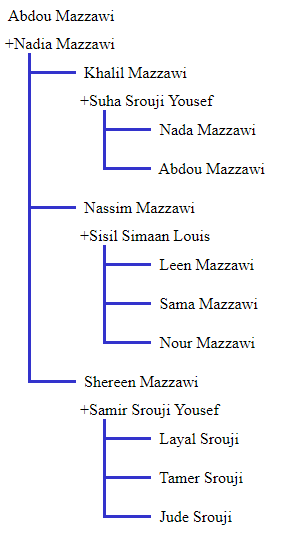 Abdou Mazzawi
+Nadia Mazzawi
Khalil Mazzawi
+Suha Srouji Yousef
Nada Mazzawi
Abdou Mazzawi
Nassim Mazzawi
+Sisil Simaan Louis
Leen Mazzawi
Sama Mazzawi
Nour Mazzawi
Shereen Mazzawi
+Samir Srouji Yousef
Layal Srouji
Tamer Srouji
Jude Srouji